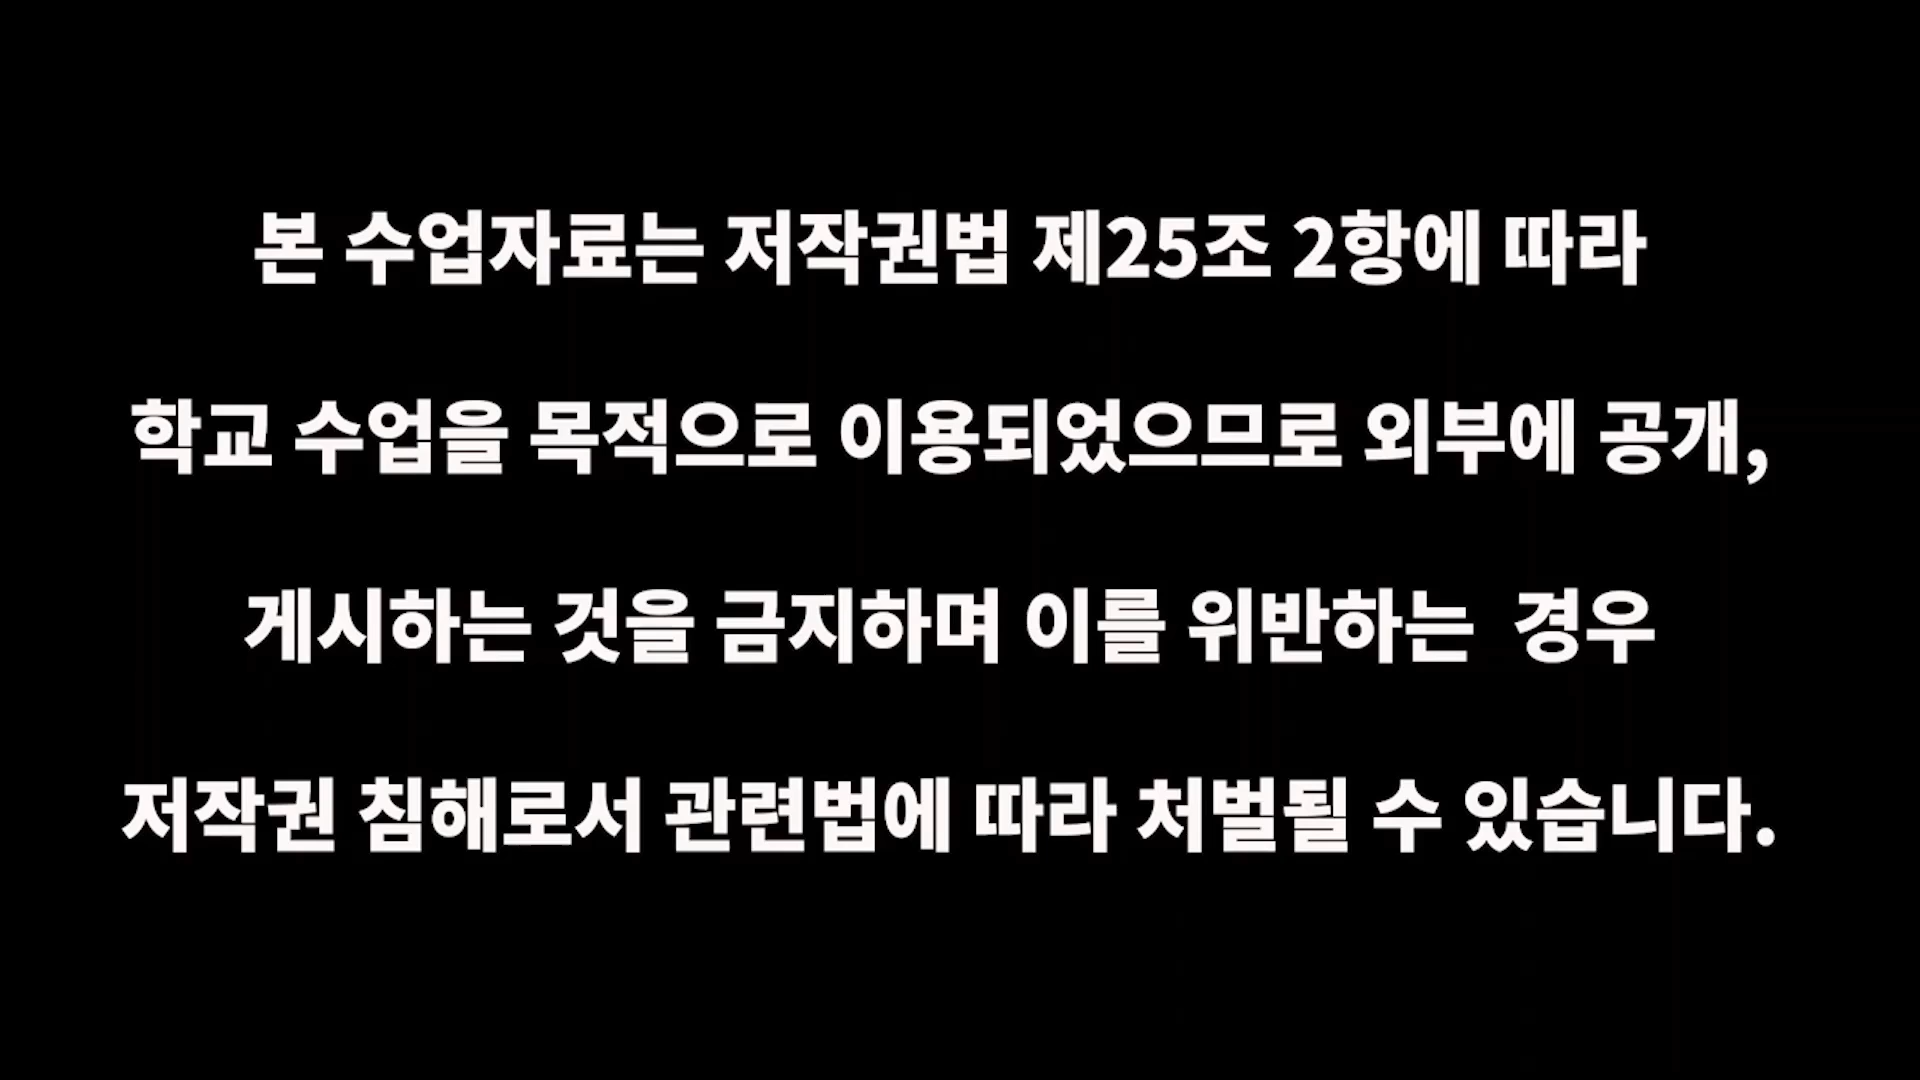 본 수업자료는 저작권법 제25조 2항에 따라
학교 수업을 목적으로 이용되었으므로 외부에 공개,
게시하는 것을 금지하며 이를 위반하는  경우
저작권 침해로서 관련법에 따라 처벌될 수 있습니다.